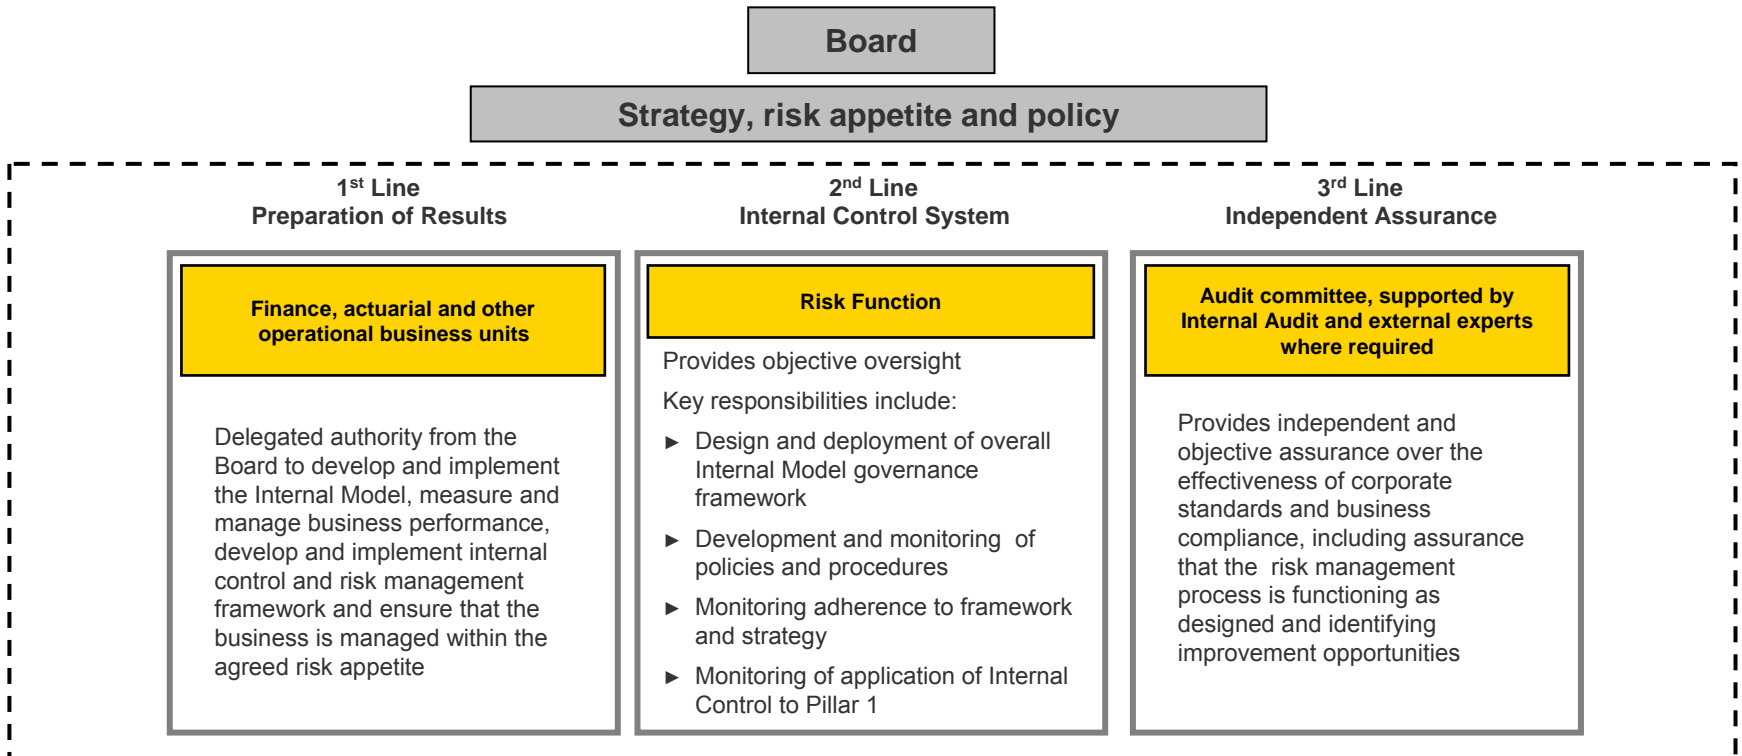 Board
Strategy, risk appetite and policy
1st Line
Preparation of Results
Finance, actuarial and other
operational business units
Delegated authority from the
Board to develop and implement
the Internal Model, measure and
manage business performance,
develop and implement internal
control and risk management
framework and ensure that the
business is managed within the
agreed risk appetite
2nd Line
Internal Control System
Risk Function
Provides objective oversight
Key responsibilities include:
► Design and deployment of overall
Internal Model governance
framework
► Development and monitoring  of
policies and procedures
► Monitoring adherence to framework
and strategy
► Monitoring of application of Internal
Control to Pillar 1
3rd Line
Independent Assurance
Audit committee, supported by
Internal Audit and external experts
where required
Provides independent and
objective assurance over the
effectiveness of corporate
standards and business
compliance, including assurance
that the  risk management
process is functioning as
designed and identifying
improvement opportunities